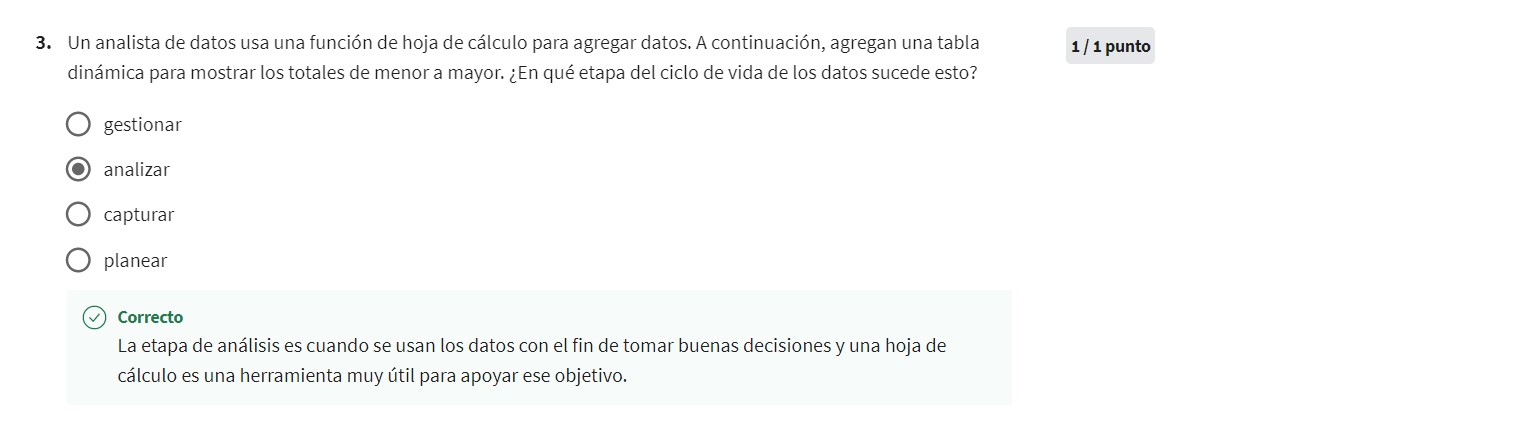 3. Un analista de datos usa una función de hoja de cálculo para agregar datos. A continuación, agregan una tabla
dinámica para mostrar los totales de menor a mayor. ¿En qué etapa del ciclo de vida de los datos sucede esto?
1 / 1 punto
gestionar
analizar
capturar
planear
Correcto
La etapa de análisis es cuando se usan los datos con el fin de tomar buenas decisiones y una hoja de
cálculo es una herramienta muy útil para apoyar ese objetivo.